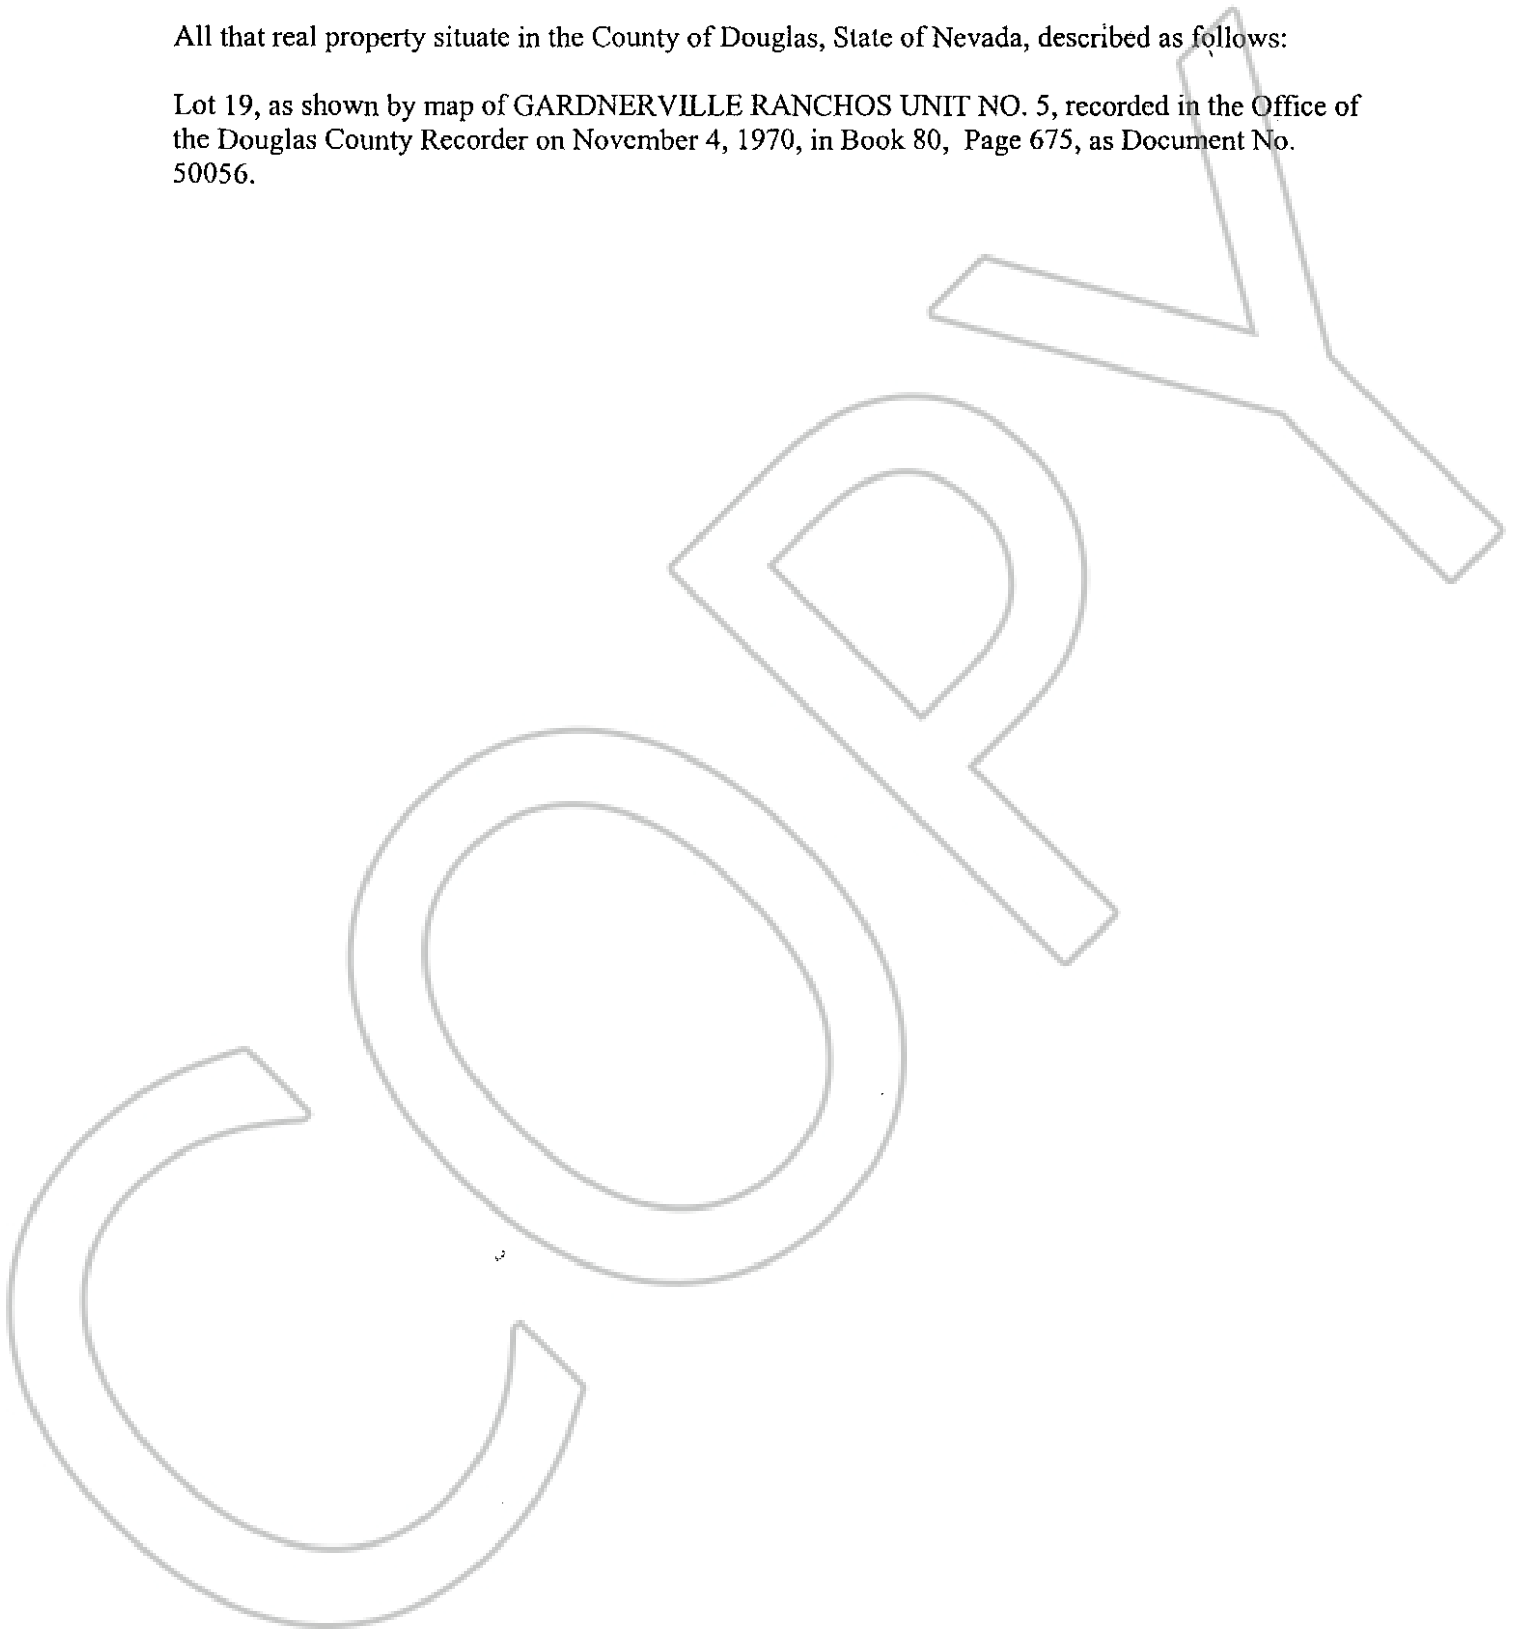 All that real property situate in the County of Douglas, State of Nevada, described as follows:
Lot 19, as shown by map of GARDNERVILLE RANCHOS UNIT NO. 5, recorded in the Office of
the Douglas County Recorder on November 4, 1970, in Book 80, Page 675, as Document No.
50056.
COPY